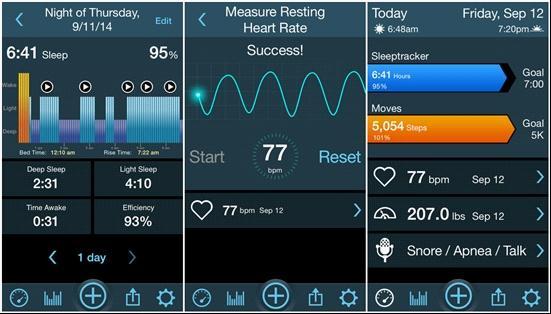 Night of Thursday,
9/11/14
Edit
6:41 Sleep 95%
Wake
Light
Deep
Bed Time: 12:10 am Rise Time: 7:22 am
Deep Sleep
2:31
Light Sleep
4:10
Time Awake
0:31
Efficiency
93%
1 day
Measure Resting
Heart Rate
Success!
Start
77
bpm
Reset
77 bpm Sep 12
Today Friday, Sep 12
6:48am 7:20pm
Sleeptracker
6:41 Hours
95%
Goal
7:00
Moves
5,054 Steps
101%
Goal
5K
77 bpm Sep 12
207.0 lbs Sep 12
Snore / Apnea / Talk